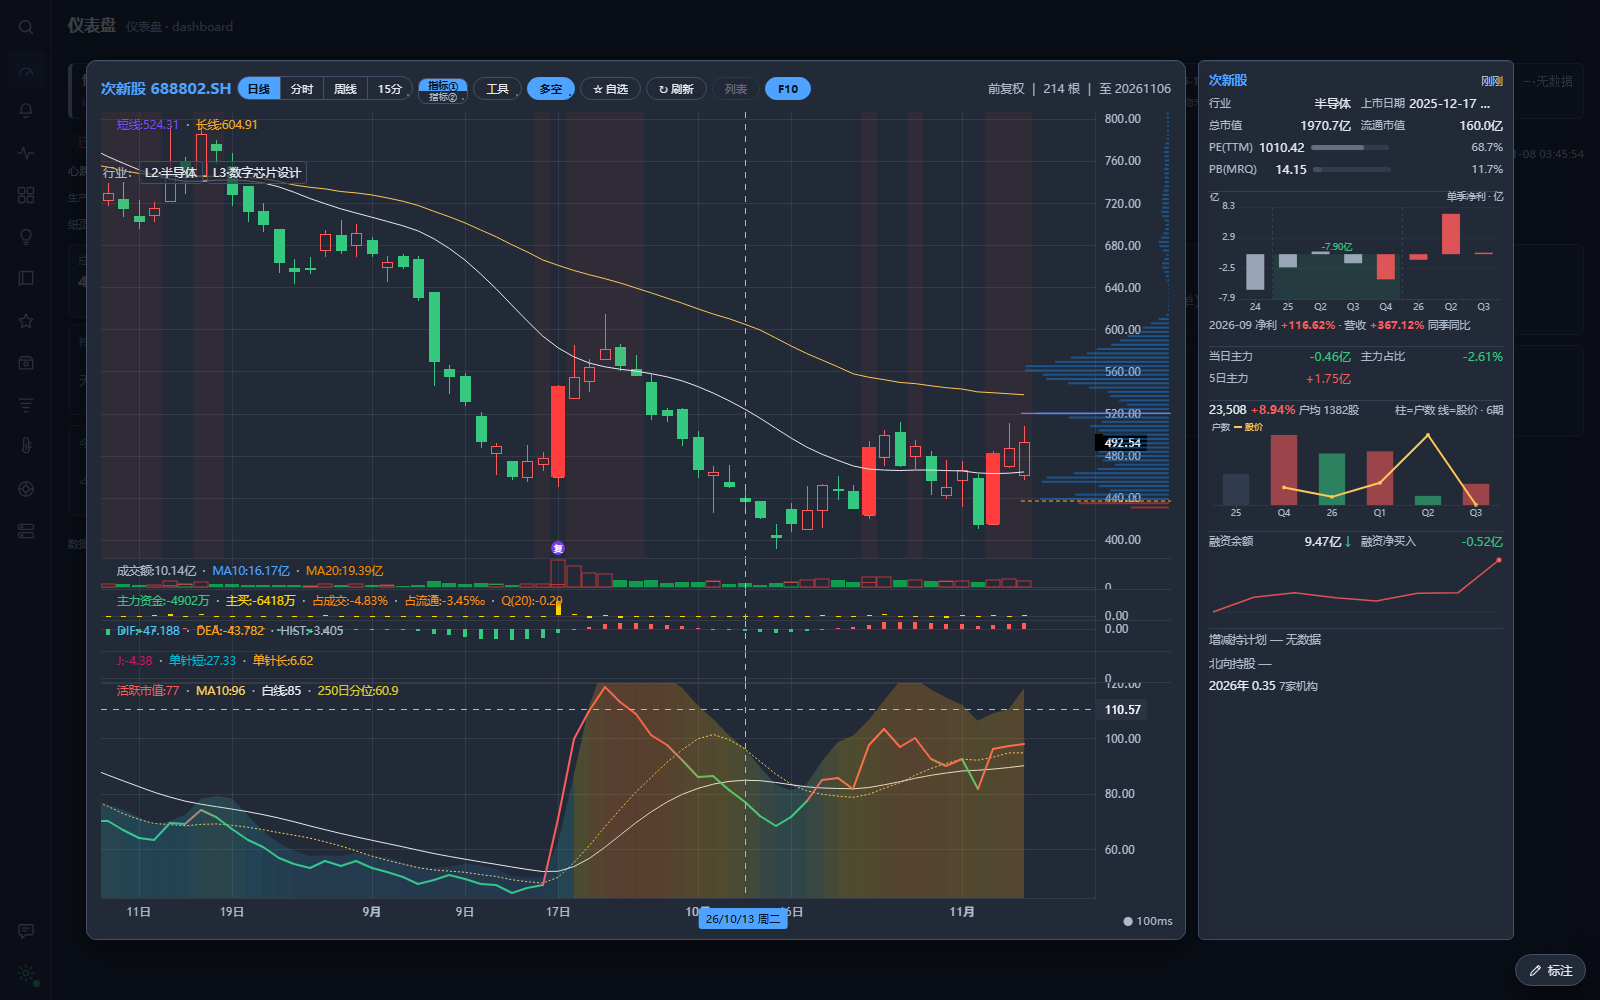 仪表盘 仪表盘 · dashboard
次新股 688802.SH 日线 分时 周线 15分 指标① 指标② 工具 多空 ☆自选 ↻刷新 列表 F10 前复权 | 214 根 | 至 20261106
短线:524.31 · 长线:604.91
行业: L2·半导体 L3·数字芯片设计
800.00
760.00
720.00
680.00
640.00
600.00
560.00
520.00
492.54
480.00
440.00
400.00
复
成交额:10.14亿 · MA10:16.17亿 · MA20:19.39亿
0
主力资金:-4902万 · 主买:-6418万 · 占成交:-4.83% · 占流通:-3.45‰ · Q(20):-0.20
0.00
DIF:-47.188 · DEA:-43.782 · HIST:-3.405
0.00
J:-4.38 · 单针短:27.33 · 单针长:6.62
0
活跃市值:77 · MA10:96 · 白线:85 · 250日分位:60.9
120.00
110.57
100.00
80.00
60.00
11日 19日 9月 9日 17日 26/10/13 周二 11月
100ms
次新股 刚刚
行业 半导体 上市日期 2025-12-17 ...
总市值 1970.7亿 流通市值 160.0亿
PE(TTM) 1010.42 68.7%
PB(MRQ) 14.15 11.7%
亿 单季净利 · 亿
8.3
2.9
-2.5
-7.9
-7.90亿
24 25 Q2 Q3 Q4 26 Q2 Q3
2026-09 净利 +116.62% · 营收 +367.12% 同季同比
当日主力 -0.46亿 主力占比 -2.61%
5日主力 +1.75亿
23,508 +8.94% 户均 1382股 柱=户数 线=股价 · 6期
户数 股价
25 Q4 26 Q1 Q2 Q3
融资余额 9.47亿↓ 融资净买入 -0.52亿
增减持计划 — 无数据
北向持股 —
2026年 0.35 7家机构
标注